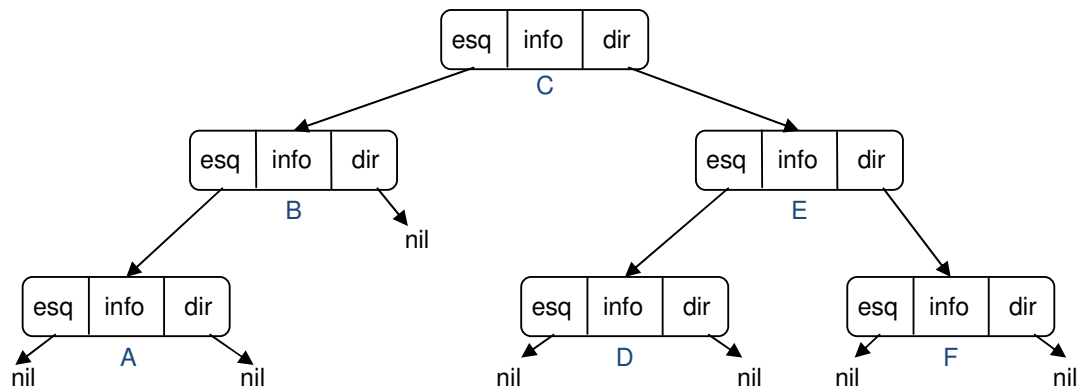 esq info dir
C
esq info dir
esq info dir
B
E
nil
esq info dir
esq info dir
esq info dir
A
D
F
nil
nil
nil
nil
nil
nil